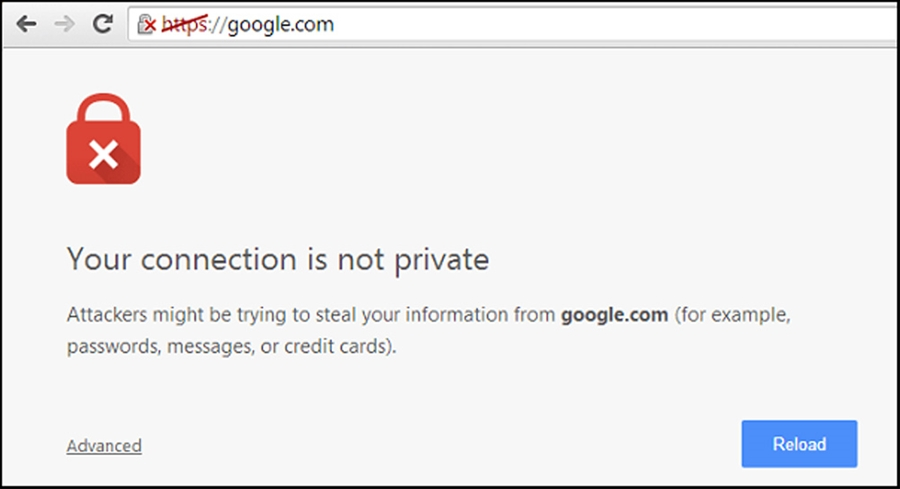 https://google.com
Your connection is not private
Attackers might be trying to steal your information from google.com (for example,
passwords, messages, or credit cards).
Advanced
Reload